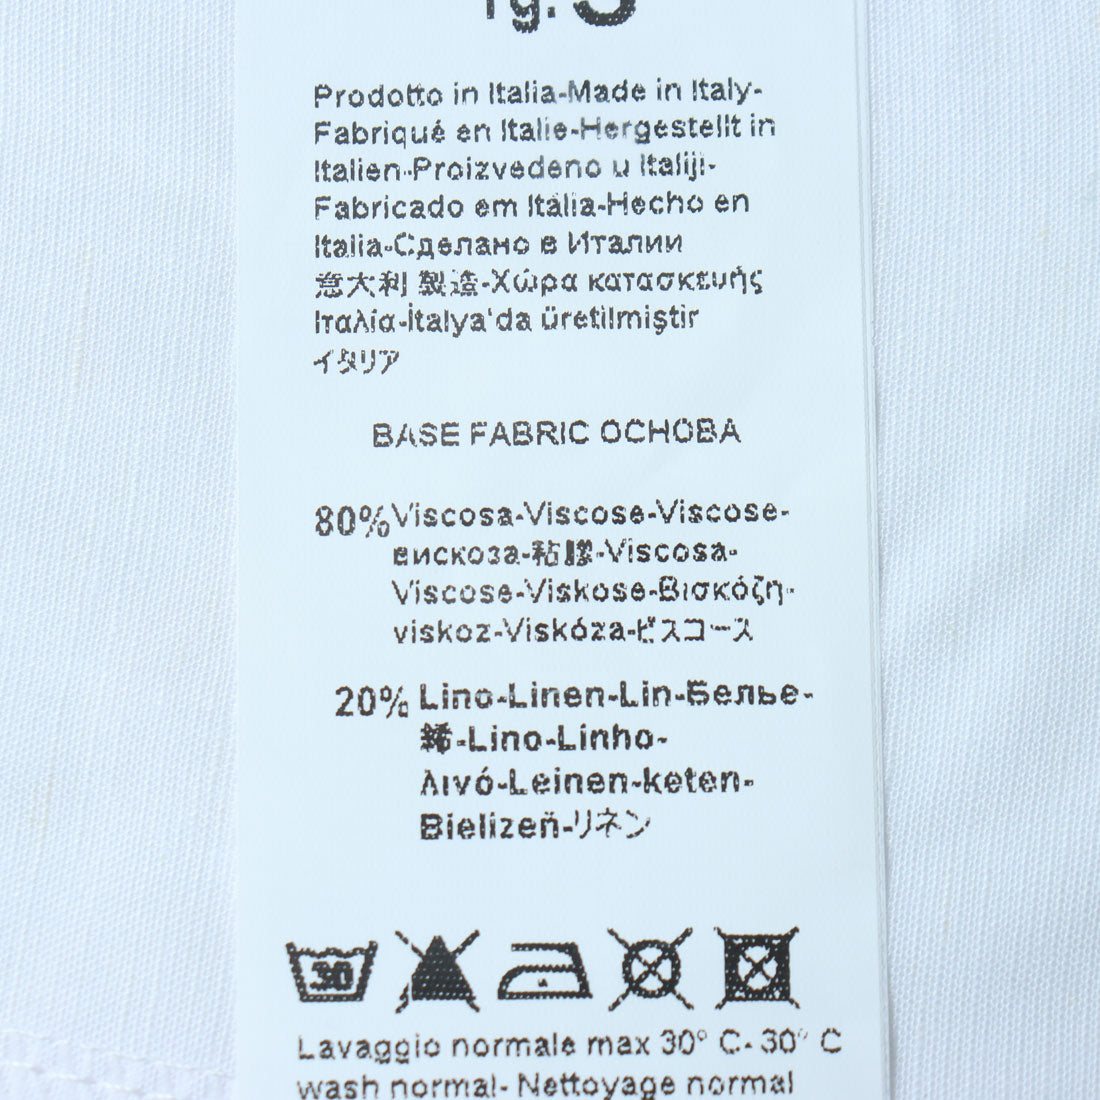 Tg. S
Prodotto in Italia-Made in Italy-
Fabriqué en Italie-Hergestellt in
Italien-Proizvedeno u Italiji-
Fabricado em Itália-Hecho en
Italia-Сделано в Италии
意大利 製造-Χώρα κατασκευής
Ιταλία-İtalya'da üretilmiştir
イタリア
BASE FABRIC ОСНОВА
80% Viscosa-Viscose-Viscose-
вискоза-粘膠-Viscosa-
Viscose-Viskose-Βισκόζη-
viskoz-Viskóza-ビスコース
20% Lino-Linen-Lin-Белье-
-Lino-Linho-
λινό-Leinen-keten-
Bielizeň-リネン
30
Lavaggio normale max 30° C- 30° C
wash normal- Nettoyage normal